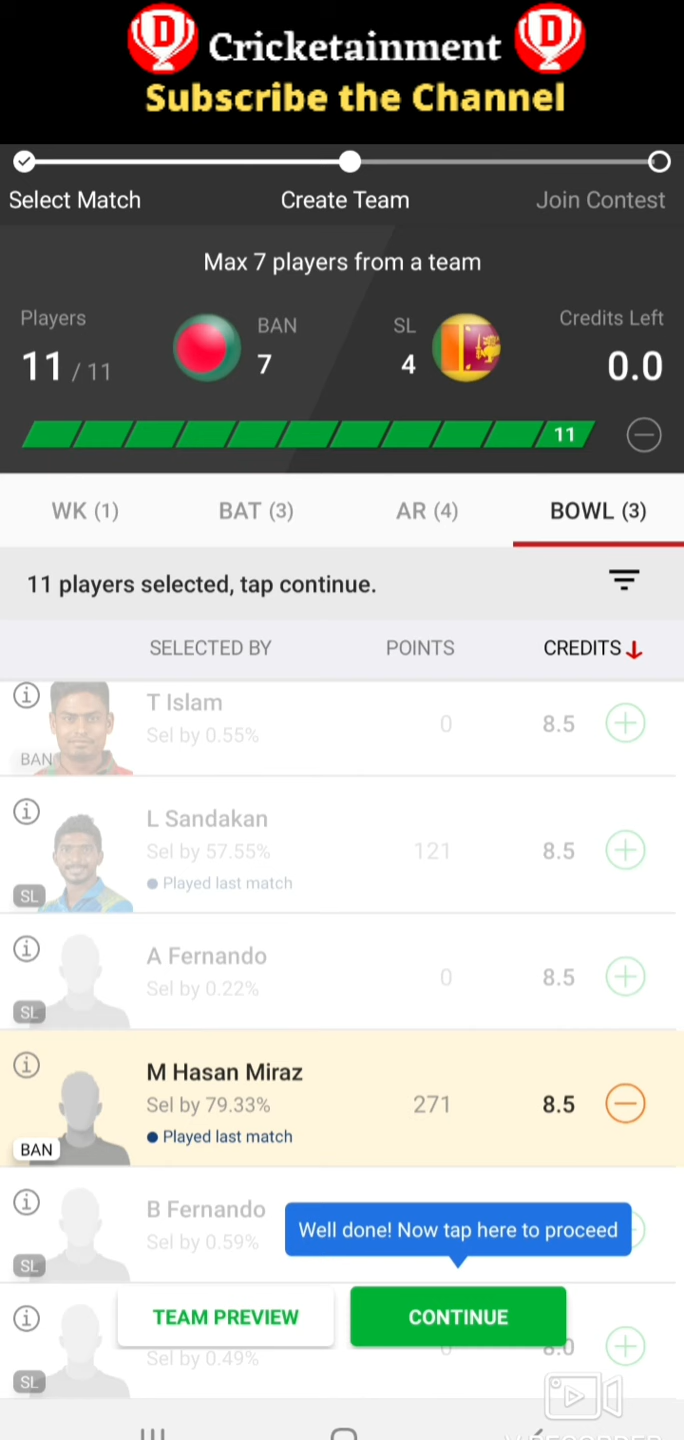 D Cricketainment D
Subscribe the Channel
Select Match Create Team Join Contest
Max 7 players from a team
Players BAN SL Credits Left
11 / 11 7 4 0.0
11
WK (1) BAT (3) AR (4) BOWL (3)
11 players selected, tap continue.
SELECTED BY POINTS CREDITS
T Islam
Sel by 0.55% 0 8.5
BAN
L Sandakan
Sel by 57.55% 121 8.5
Played last match
SL
A Fernando
Sel by 0.22% 0 8.5
SL
M Hasan Miraz
Sel by 79.33% 271 8.5
Played last match
BAN
B Fernando
Sel by 0.59%
Well done! Now tap here to proceed
SL
TEAM PREVIEW CONTINUE
Sel by 0.49% 0 8.0
SL